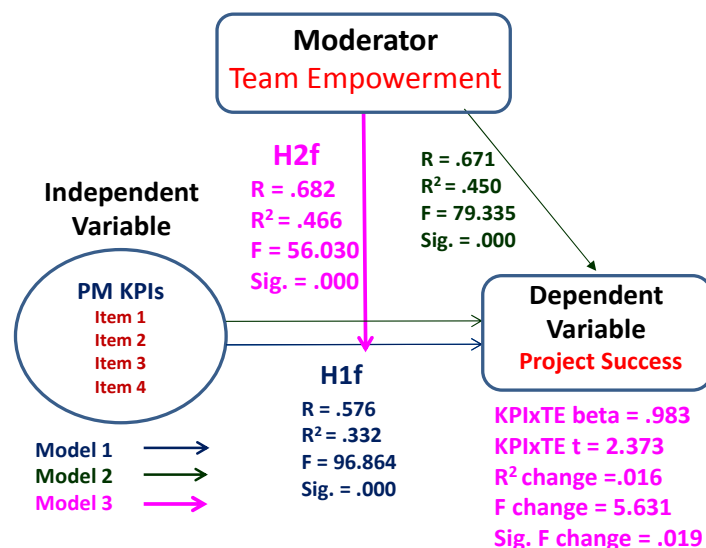 Moderator
Team Empowerment
H2f
R = .682
R² = .466
F = 56.030
Sig. = .000
R = .671
R² = .450
F = 79.335
Sig. = .000
Independent
Variable
PM KPIs
Item 1
Item 2
Item 3
Item 4
Dependent
Variable
Project Success
H1f
R = .576
R² = .332
F = 96.864
Sig. = .000
Model 1
Model 2
Model 3
KPIxTE beta = .983
KPIxTE t = 2.373
R² change =.016
F change = 5.631
Sig. F change = .019